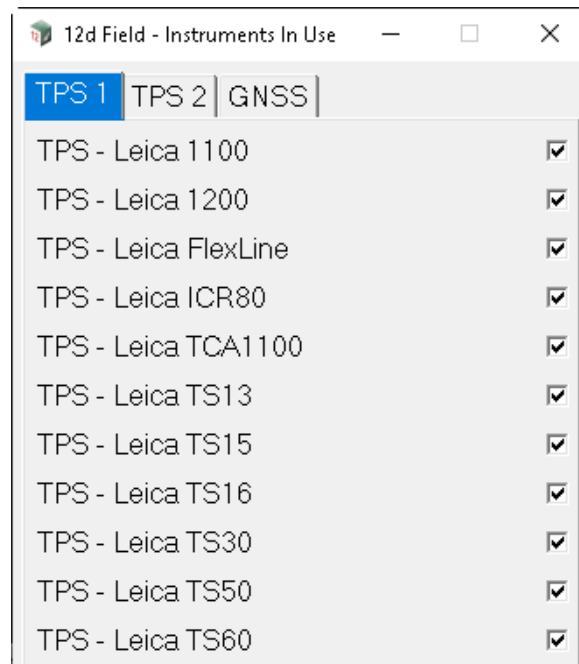 12d Field - Instruments In Use
TPS 1 TPS 2 GNSS
TPS - Leica 1100
TPS - Leica 1200
TPS - Leica FlexLine
TPS - Leica ICR80
TPS - Leica TCA1100
TPS - Leica TS13
TPS - Leica TS15
TPS - Leica TS16
TPS - Leica TS30
TPS - Leica TS50
TPS - Leica TS60